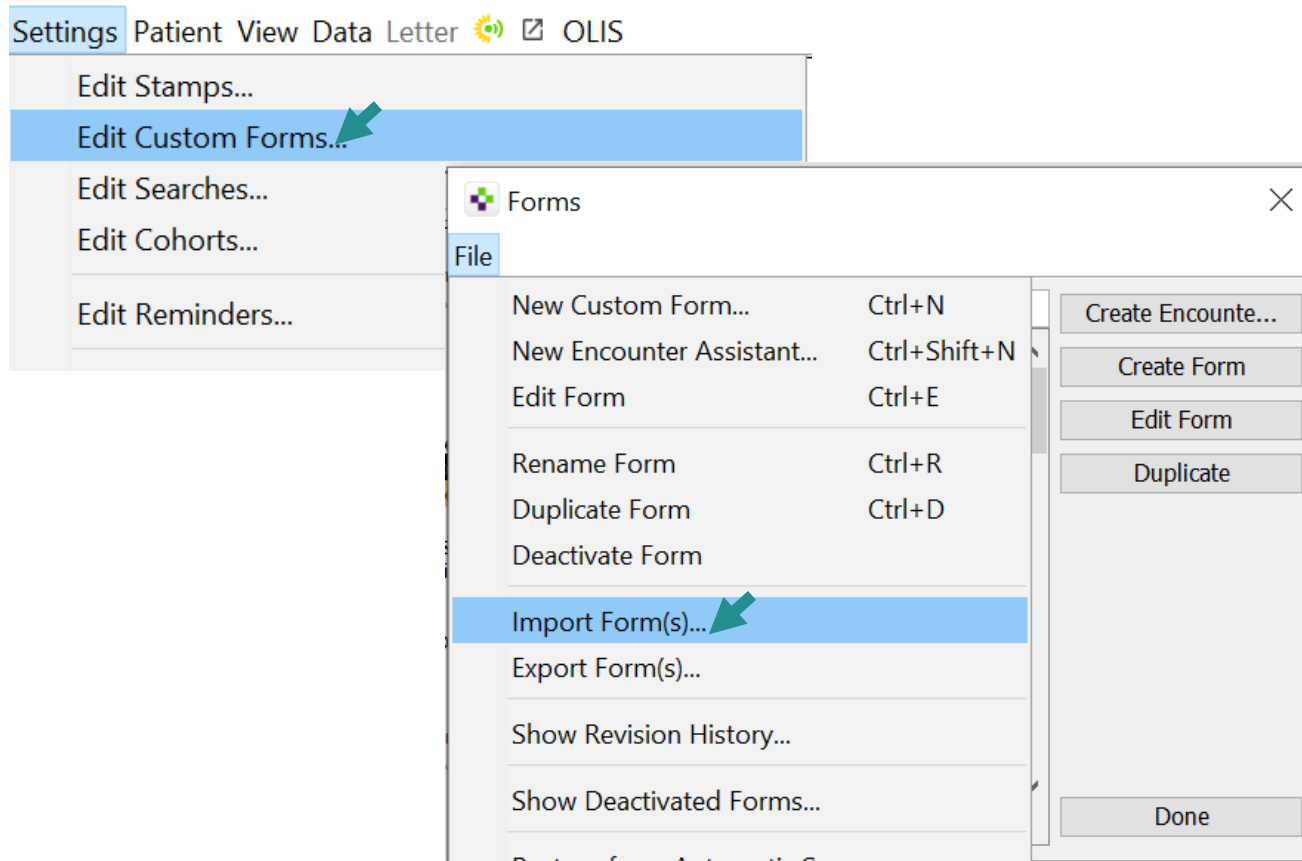 Settings Patient View Data Letter OLIS
Edit Stamps...
Edit Custom Forms...
Edit Searches...
Edit Cohorts...
Edit Reminders...
Forms
File
New Custom Form... Ctrl+N
New Encounter Assistant... Ctrl+Shift+N
Edit Form Ctrl+E
Rename Form Ctrl+R
Duplicate Form Ctrl+D
Deactivate Form
Import Form(s)...
Export Form(s)...
Show Revision History...
Show Deactivated Forms...
Create Encounte...
Create Form
Edit Form
Duplicate
Done